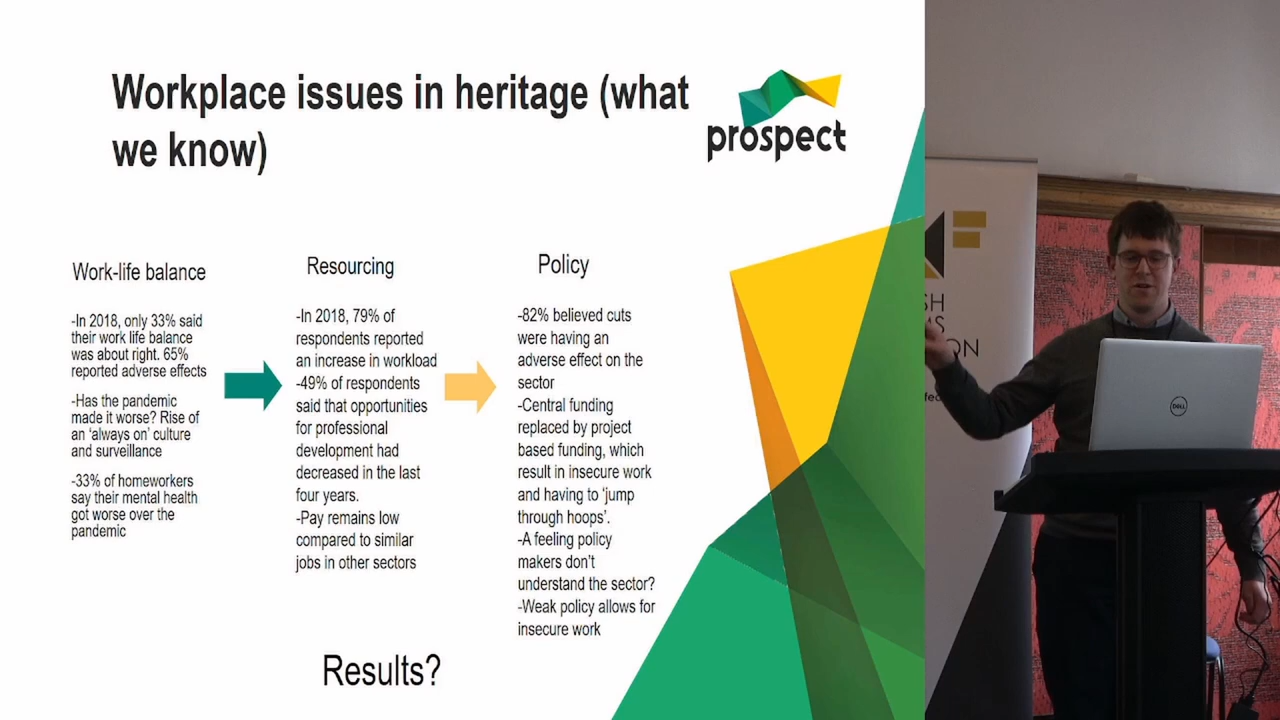 Workplace issues in heritage (what
we know)
prospect
Work-life balance
-In 2018, only 33% said
their work life balance
was about right. 65%
reported adverse effects
-Has the pandemic
made it worse? Rise of
an 'always on' culture
and surveillance
-33% of homeworkers
say their mental health
got worse over the
pandemic
Resourcing
-In 2018, 79% of
respondents reported
an increase in workload
-49% of respondents
said that opportunities
for professional
development had
decreased in the last
four years.
-Pay remains low
compared to similar
jobs in other sectors
Policy
-82% believed cuts
were having an
adverse effect on the
sector
-Central funding
replaced by project
based funding, which
result in insecure work
and having to 'jump
through hoops'.
-A feeling policy
makers don't
understand the sector?
-Weak policy allows for
insecure work
Results?
SH
MS
ON
DELL